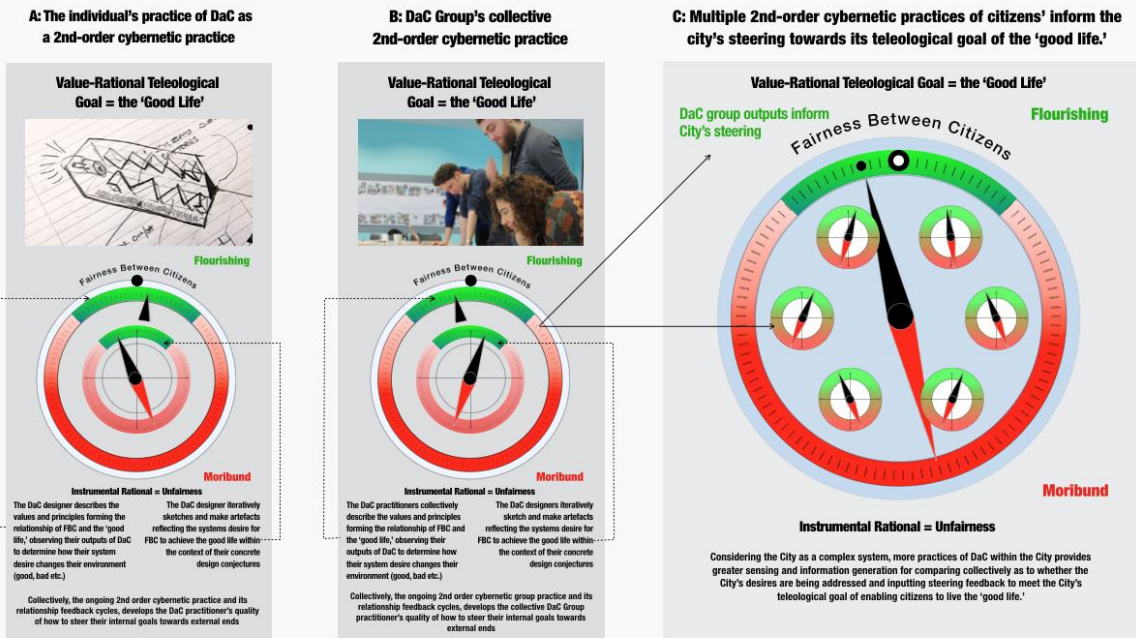 A: The individual's practice of DaC as
a 2nd-order cybernetic practice
Value-Rational Teleological
Goal = the 'Good Life'
Flourishing
Fairness Between Citizens
Moribund
Instrumental Rational = Unfairness
The DaC designer describes the
values and principles forming the
relationship of FBC and the 'good
life,' observing their outputs of DaC
to determine how their system
desire changes their environment
(good, bad etc.)
The DaC designer iteratively
sketches and make artefacts
reflecting the systems desire for
FBC to achieve the good life within
the context of their concrete
design conjectures
Collectively, the ongoing 2nd order cybernetic practice and its
relationship feedback cycles, develops the DaC practitioner's quality
of how to steer their internal goals towards external ends
B: DaC Group's collective
2nd-order cybernetic practice
Value-Rational Teleological
Goal = the 'Good Life'
Flourishing
Fairness Between Citizens
Moribund
Instrumental Rational = Unfairness
The DaC practitioners collectively
describe the values and principles
forming the relationship of FBC and
the 'good life,' observing their
outputs of DaC to determine how
their system desire changes their
environment (good, bad etc.)
The DaC designers iteratively
sketch and make artefacts
reflecting the systems desire for
FBC to achieve the good life within
the context of their concrete
design conjectures
Collectively, the ongoing 2nd order cybernetic group practice and its
relationship feedback cycles, develops the collective DaC Group
practitioner's quality of how to steer their internal goals towards
external ends
C: Multiple 2nd-order cybernetic practices of citizens' inform the
city's steering towards its teleological goal of the 'good life.'
Value-Rational Teleological Goal = the 'Good Life'
DaC group outputs inform
City's steering
Flourishing
Fairness Between Citizens
Moribund
Instrumental Rational = Unfairness
Considering the City as a complex system, more practices of DaC within the City provides
greater sensing and information generation for comparing collectively as to whether the
City's desires are being addressed and inputting steering feedback to meet the City's
teleological goal of enabling citizens to live the 'good life.'